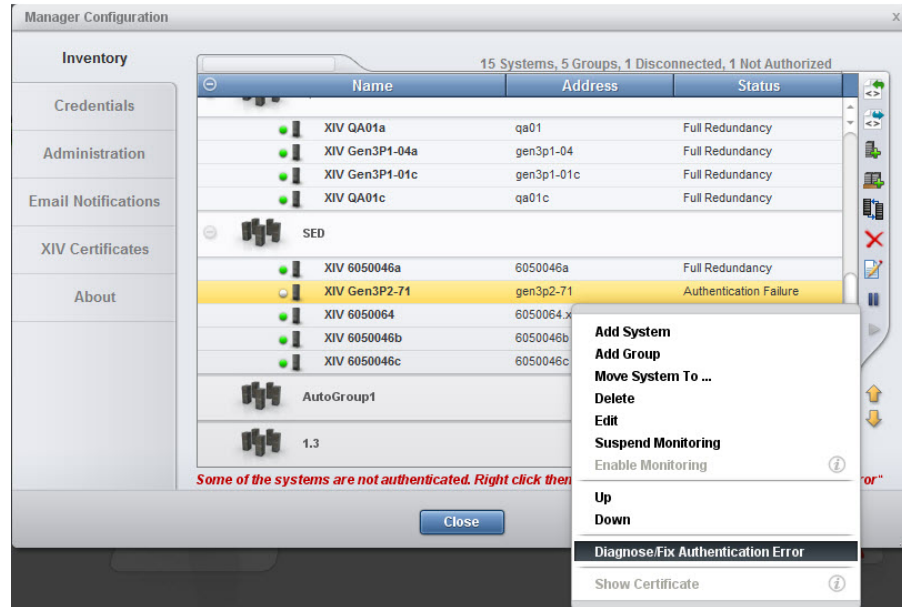 Manager Configuration
x
Inventory
Credentials
Administration
Email Notifications
XIV Certificates
About
15 Systems, 5 Groups, 1 Disconnected, 1 Not Authorized
Name Address Status
XIV QA01a qa01 Full Redundancy
XIV Gen3P1-04a gen3p1-04 Full Redundancy
XIV Gen3P1-01c gen3p1-01c Full Redundancy
XIV QA01c qa01c Full Redundancy
SED
XIV 6050046a 6050046a Full Redundancy
XIV Gen3P2-71 gen3p2-71 Authentication Failure
XIV 6050064 6050064.x
XIV 6050046b 6050046b
XIV 6050046c 6050046c
AutoGroup1
1.3
Some of the systems are not authenticated. Right click then
or"
Close
Add System
Add Group
Move System To ...
Delete
Edit
Suspend Monitoring
Enable Monitoring
Up
Down
Diagnose/Fix Authentication Error
Show Certificate